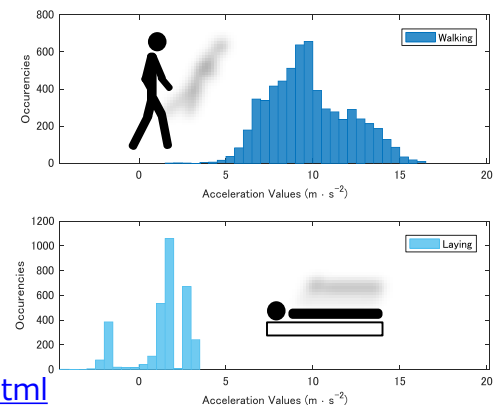 800
600
400
200
0
Occurencies
Walking
0 5 10 15 20
Acceleration Values (m · s⁻²)
1200
1000
800
600
400
200
0
Occurencies
Laying
0 5 10 15 20
Acceleration Values (m · s⁻²)
tml